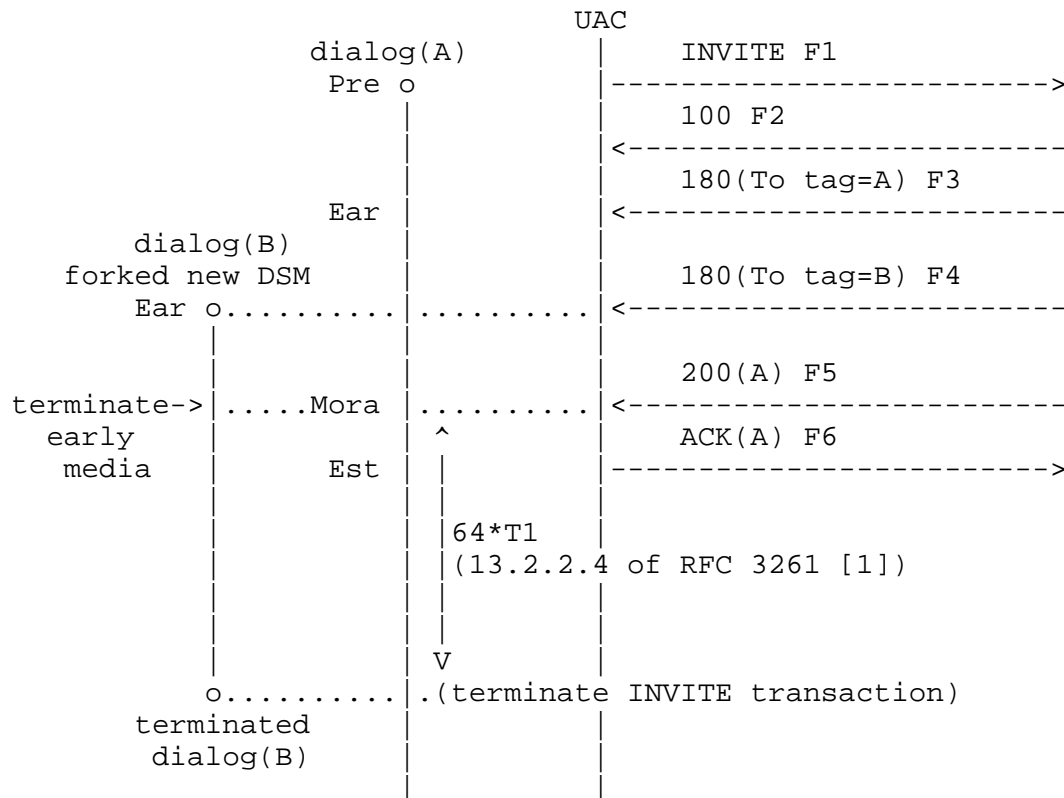 UAC
dialog(A) | INVITE F1
Pre o |------------------------->
| | 100 F2
| |<-------------------------
| | 180(To tag=A) F3
Ear | |<-------------------------
dialog(B) | |
forked new DSM | | 180(To tag=B) F4
Ear o..........|..........|<-------------------------
| | |
| | | 200(A) F5
terminate->|.....Mora |..........|<-------------------------
early | ^ | ACK(A) F6
media | Est | | |------------------------->
| | | |
| | |64*T1 |
| | |(13.2.2.4 of RFC 3261 [1])
| | | |
| | | |
| | V |
o..........|.(terminate INVITE transaction)
terminated | |
dialog(B) | |
| |